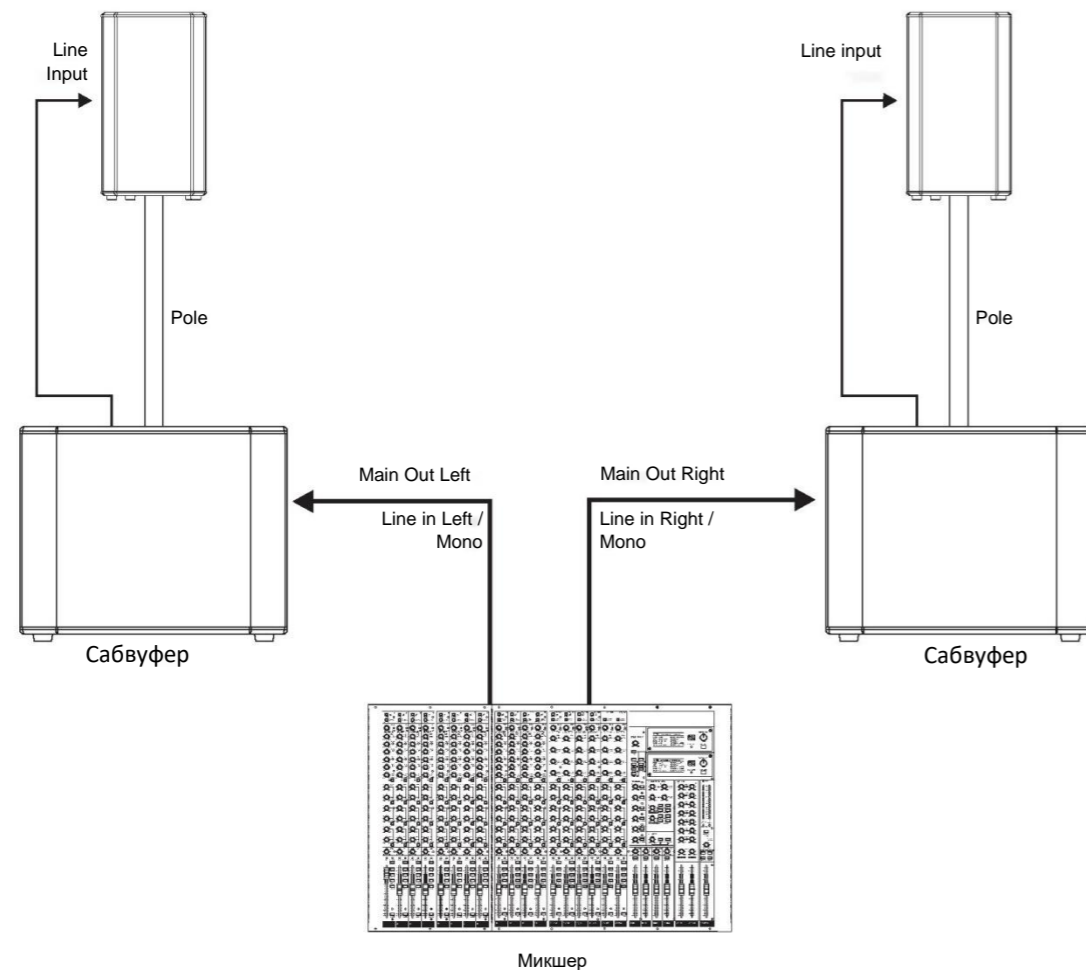 Line
Input
Line input
Pole
Pole
Main Out Left
Line in Left /
Mono
Main Out Right
Line in Right /
Mono
Сабвуфер
Сабвуфер
Микшер